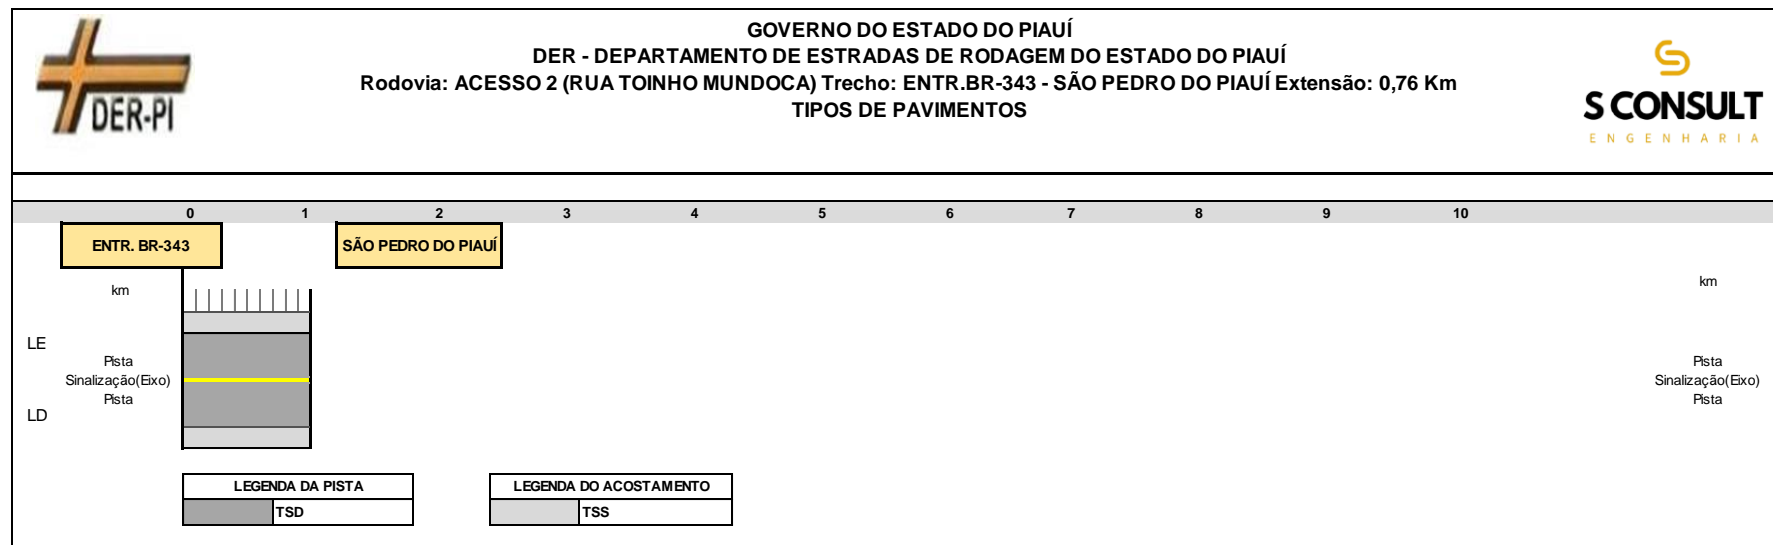 GOVERNO DO ESTADO DO PIAUÍ
DER - DEPARTAMENTO DE ESTRADAS DE RODAGEM DO ESTADO DO PIAUÍ
Rodovia: ACESSO 2 (RUA TOINHO MUNDOCA) Trecho: ENTR.BR-343 - SÃO PEDRO DO PIAUÍ Extensão: 0,76 Km
TIPOS DE PAVIMENTOS
DER-PI
S CONSULT
ENGENHARIA
0 1 2 3 4 5 6 7 8 9 10
ENTR. BR-343 SÃO PEDRO DO PIAUÍ
km km
LE
Pista Pista
Sinalização(Eixo) Sinalização(Eixo)
Pista Pista
LD
LEGENDA DA PISTA LEGENDA DO ACOSTAMENTO
TSD TSS